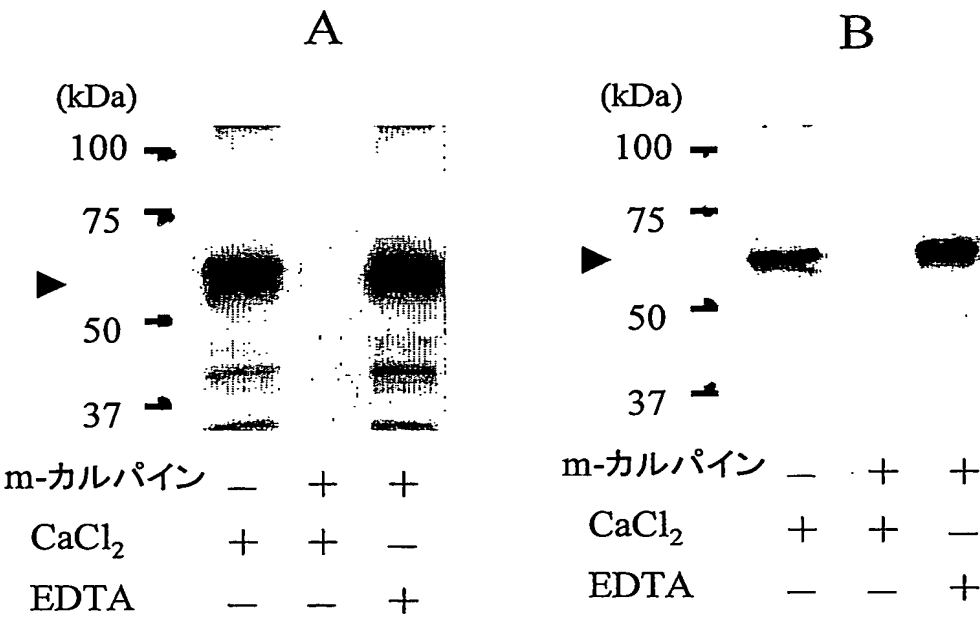 A
(kDa)
100
75
50
37
m-カルパイン − + +
CaCl₂ + + −
EDTA − − +
B
(kDa)
100
75
50
37
m-カルパイン − + +
CaCl₂ + + −
EDTA − − +